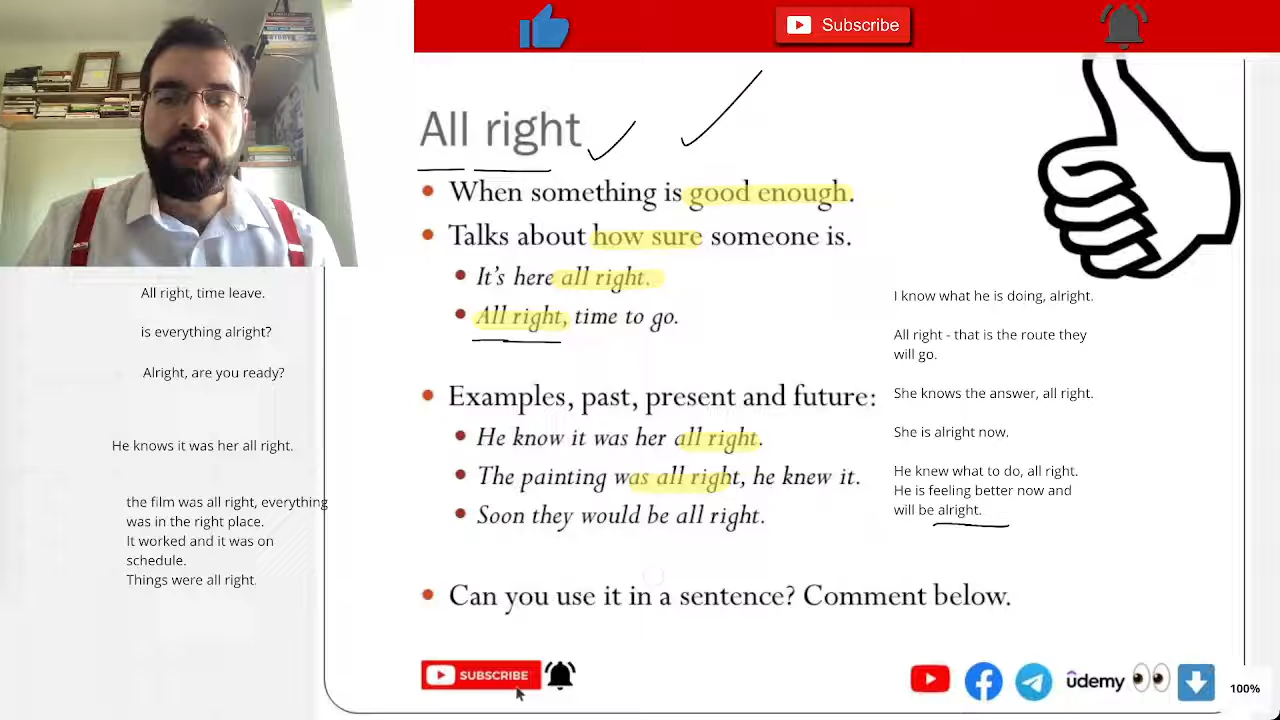 Subscribe
All right
When something is good enough.
Talks about how sure someone is.
It's here all right.
All right, time to go.
Examples, past, present and future:
He know it was her all right.
The painting was all right, he knew it.
Soon they would be all right.
Can you use it in a sentence? Comment below.
All right, time leave.
is everything alright?
Alright, are you ready?
He knows it was her all right.
the film was all right, everything
was in the right place.
It worked and it was on
schedule.
Things were all right.
I know what he is doing, alright.
All right - that is the route they
will go.
She knows the answer, all right.
She is alright now.
He knew what to do, all right.
He is feeling better now and
will be alright.
SUBSCRIBE
udemy
100%